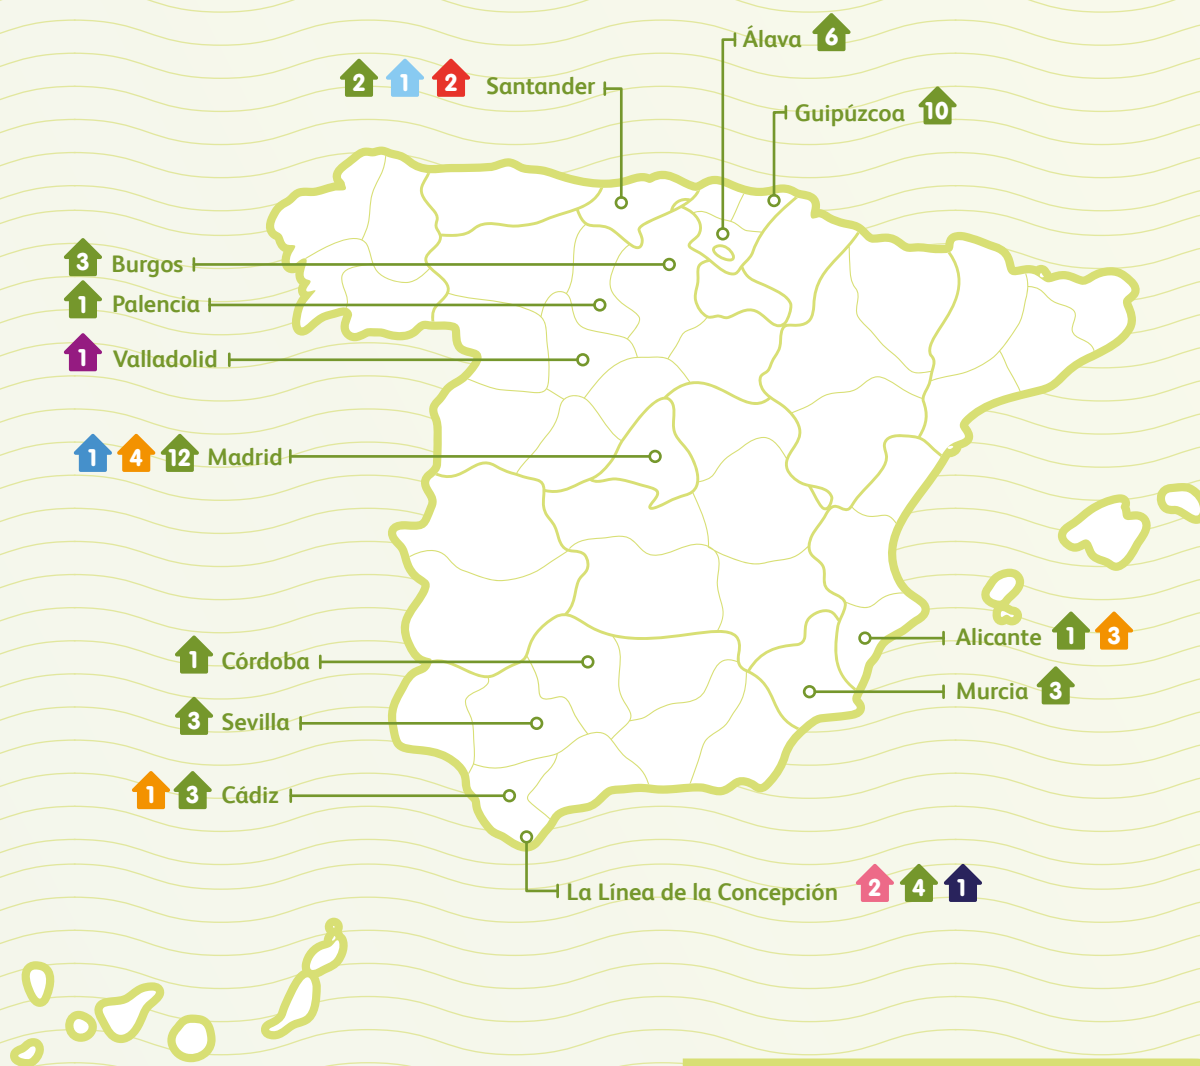 Álava 6
2 1 2 Santander
Guipúzcoa 10
3 Burgos
1 Palencia
1 Valladolid
1 4 12 Madrid
Alicante 1 3
1 Córdoba
Murcia 3
3 Sevilla
1 3 Cádiz
La Línea de la Concepción 2 4 1